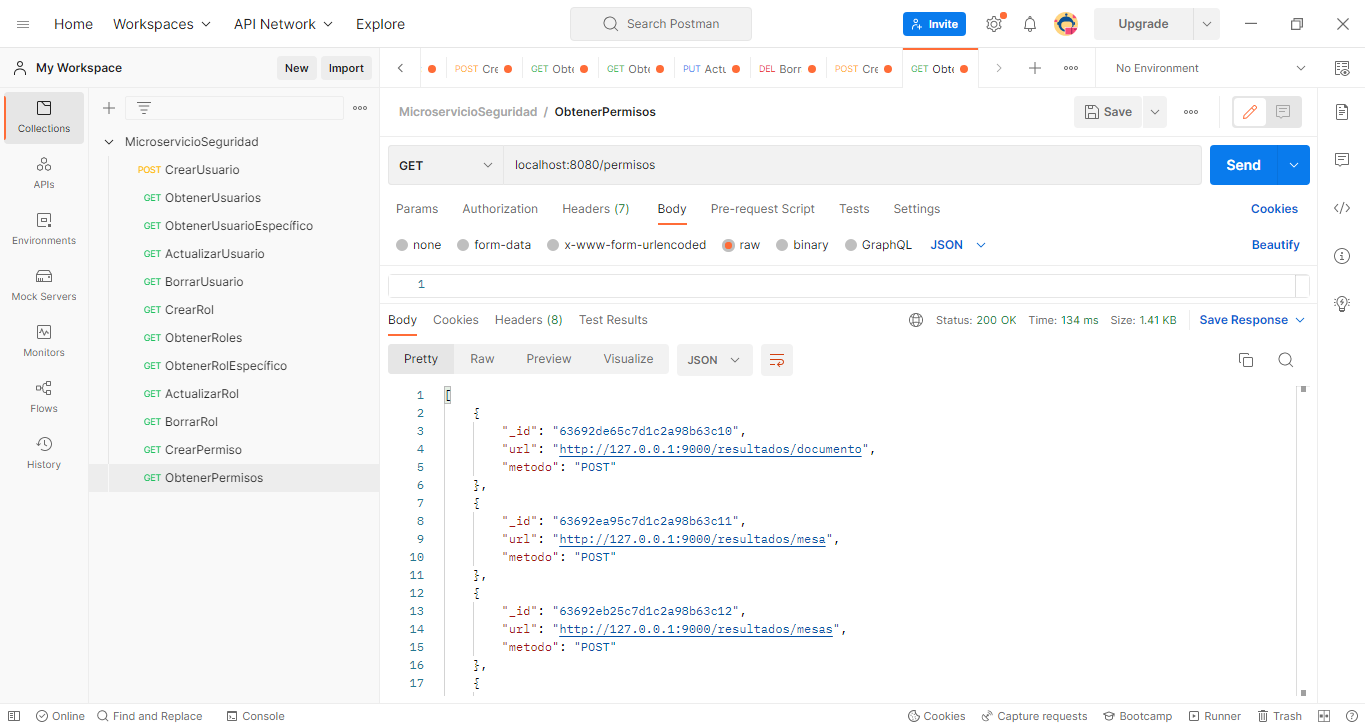 Home Workspaces API Network Explore Search Postman Invite Upgrade
My Workspace New Import POST Cre GET Obte GET Obte PUT Actu DEL Borr POST Cre GET Obte No Environment
Collections
APIs
Environments
Mock Servers
Monitors
Flows
History
MicroservicioSeguridad
POST CrearUsuario
GET ObtenerUsuarios
GET ObtenerUsuarioEspecífico
GET ActualizarUsuario
GET BorrarUsuario
GET CrearRol
GET ObtenerRoles
GET ObtenerRolEspecífico
GET ActualizarRol
GET BorrarRol
GET CrearPermiso
GET ObtenerPermisos
MicroservicioSeguridad / ObtenerPermisos Save
GET localhost:8080/permisos Send
Params Authorization Headers (7) Body Pre-request Script Tests Settings Cookies
none form-data x-www-form-urlencoded raw binary GraphQL JSON Beautify
1
Body Cookies Headers (8) Test Results Status: 200 OK Time: 134 ms Size: 1.41 KB Save Response
Pretty Raw Preview Visualize JSON
1 [
2 {
3 "_id": "63692de65c7d1c2a98b63c10",
4 "url": "http://127.0.0.1:9000/resultados/documento",
5 "metodo": "POST"
6 },
7 {
8 "_id": "63692ea95c7d1c2a98b63c11",
9 "url": "http://127.0.0.1:9000/resultados/mesa",
10 "metodo": "POST"
11 },
12 {
13 "_id": "63692eb25c7d1c2a98b63c12",
14 "url": "http://127.0.0.1:9000/resultados/mesas",
15 "metodo": "POST"
16 },
17 {
Online Find and Replace Console Cookies Capture requests Bootcamp Runner Trash